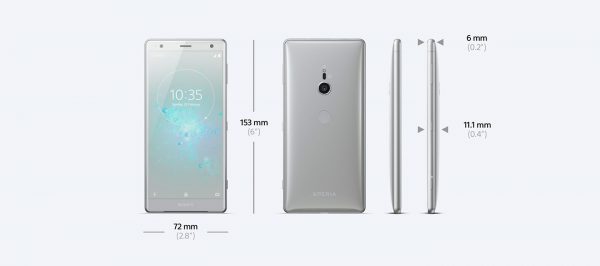 10:35
153 mm
(6")
72 mm
(2.8")
SONY
XPERIA
6 mm
(0.2")
11.1 mm
(0.4")